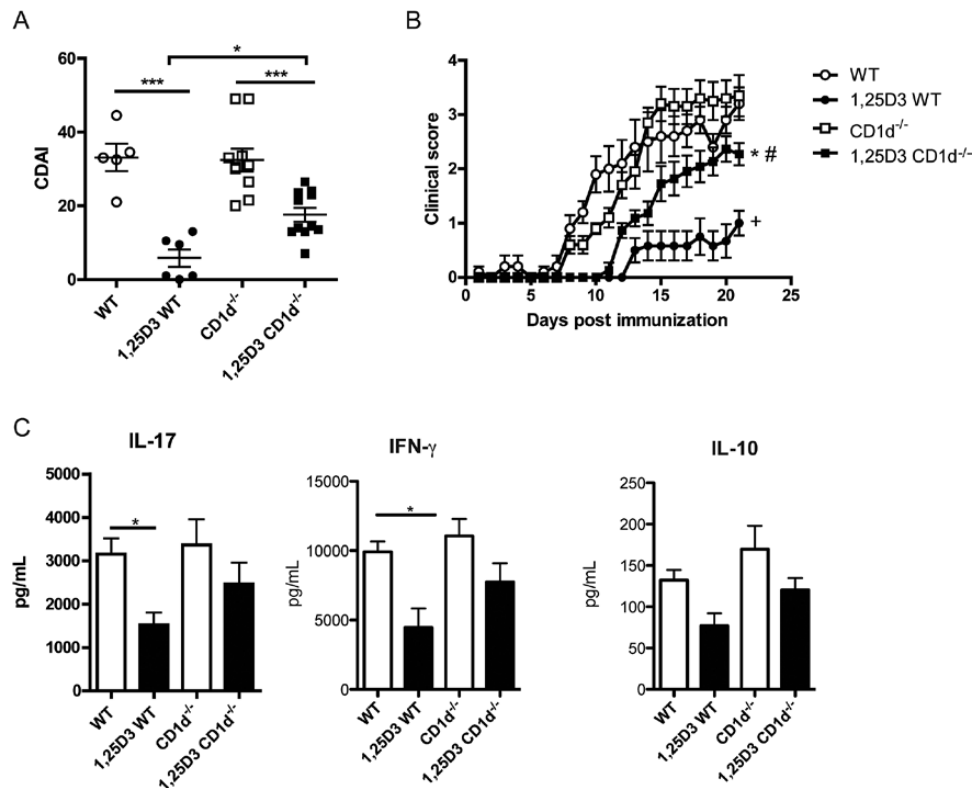 A
CDAI
60
40
20
0
***
*
***
WT
1,25D3 WT
CD1d-/-
1,25D3 CD1d-/-
B
Clinical score
4
3
2
1
0
0
5
10
15
20
25
Days post immunization
* #
+
WT
1,25D3 WT
CD1d-/-
1,25D3 CD1d-/-
C
IL-17
pg/mL
5000
4000
3000
2000
1000
0
*
WT
1,25D3 WT
CD1d-/-
1,25D3 CD1d-/-
IFN-γ
pg/mL
15000
10000
5000
0
*
WT
1,25D3 WT
CD1d-/-
1,25D3 CD1d-/-
IL-10
pg/mL
250
200
150
100
50
0
WT
1,25D3 WT
CD1d-/-
1,25D3 CD1d-/-